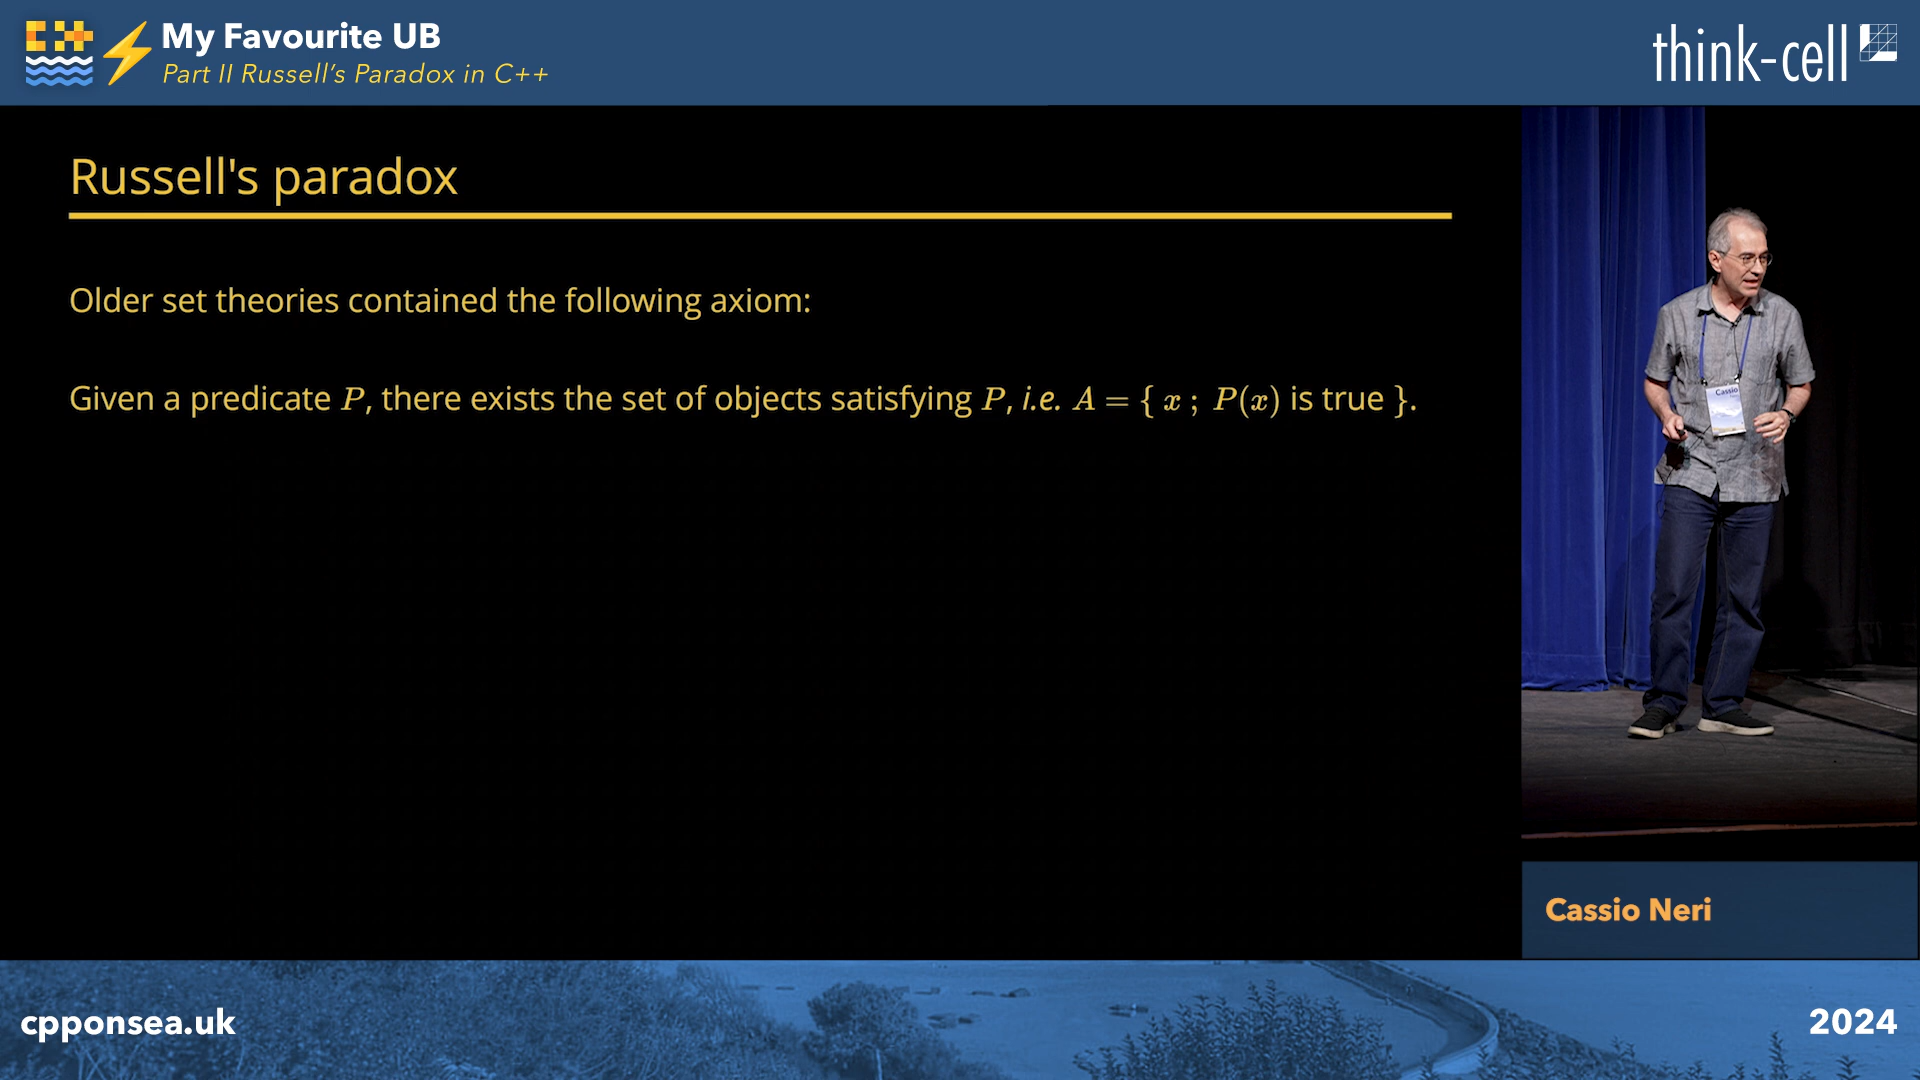 My Favourite UB
Part II Russell's Paradox in C++
think-cell
Russell's paradox
Older set theories contained the following axiom:
Given a predicate P, there exists the set of objects satisfying P, i.e. A = { x ; P(x) is true }.
Cassio
Cassio Neri
cpponsea.uk
2024